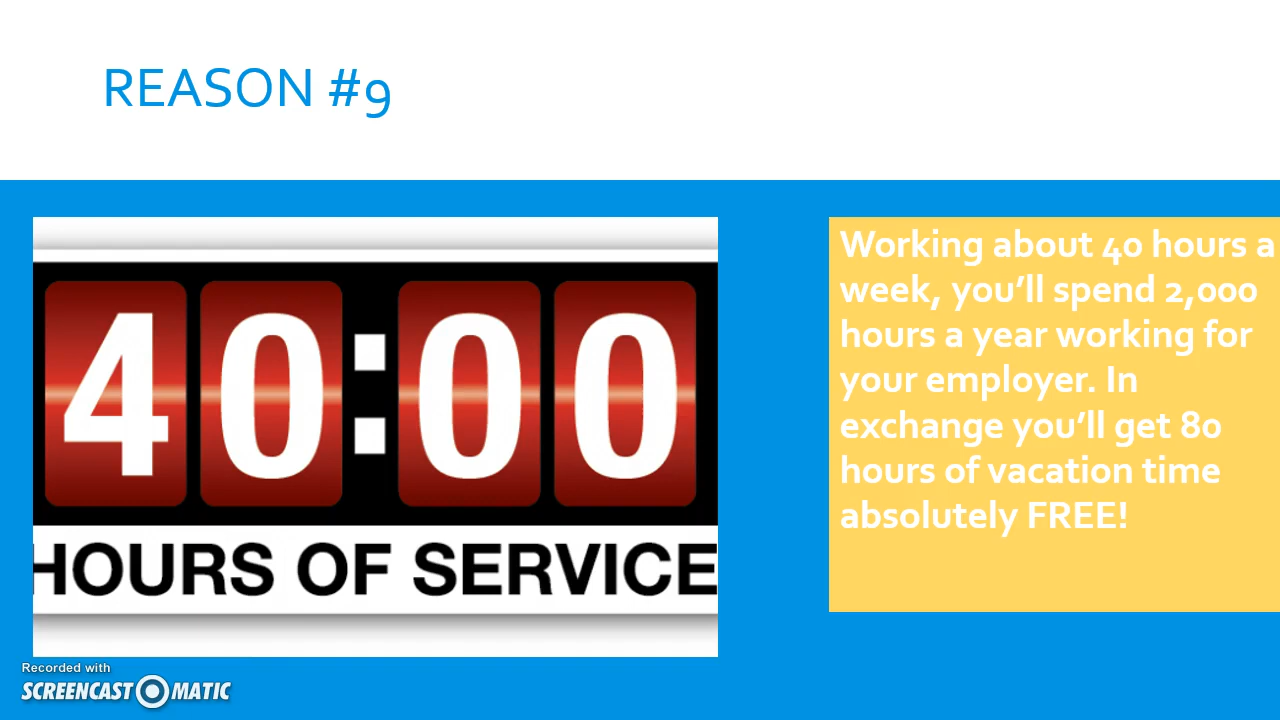 REASON #9
40:00
HOURS OF SERVICE
Working about 40 hours a
week, you’ll spend 2,000
hours a year working for
your employer. In
exchange you’ll get 80
hours of vacation time
absolutely FREE!
Recorded with
SCREENCAST MATIC